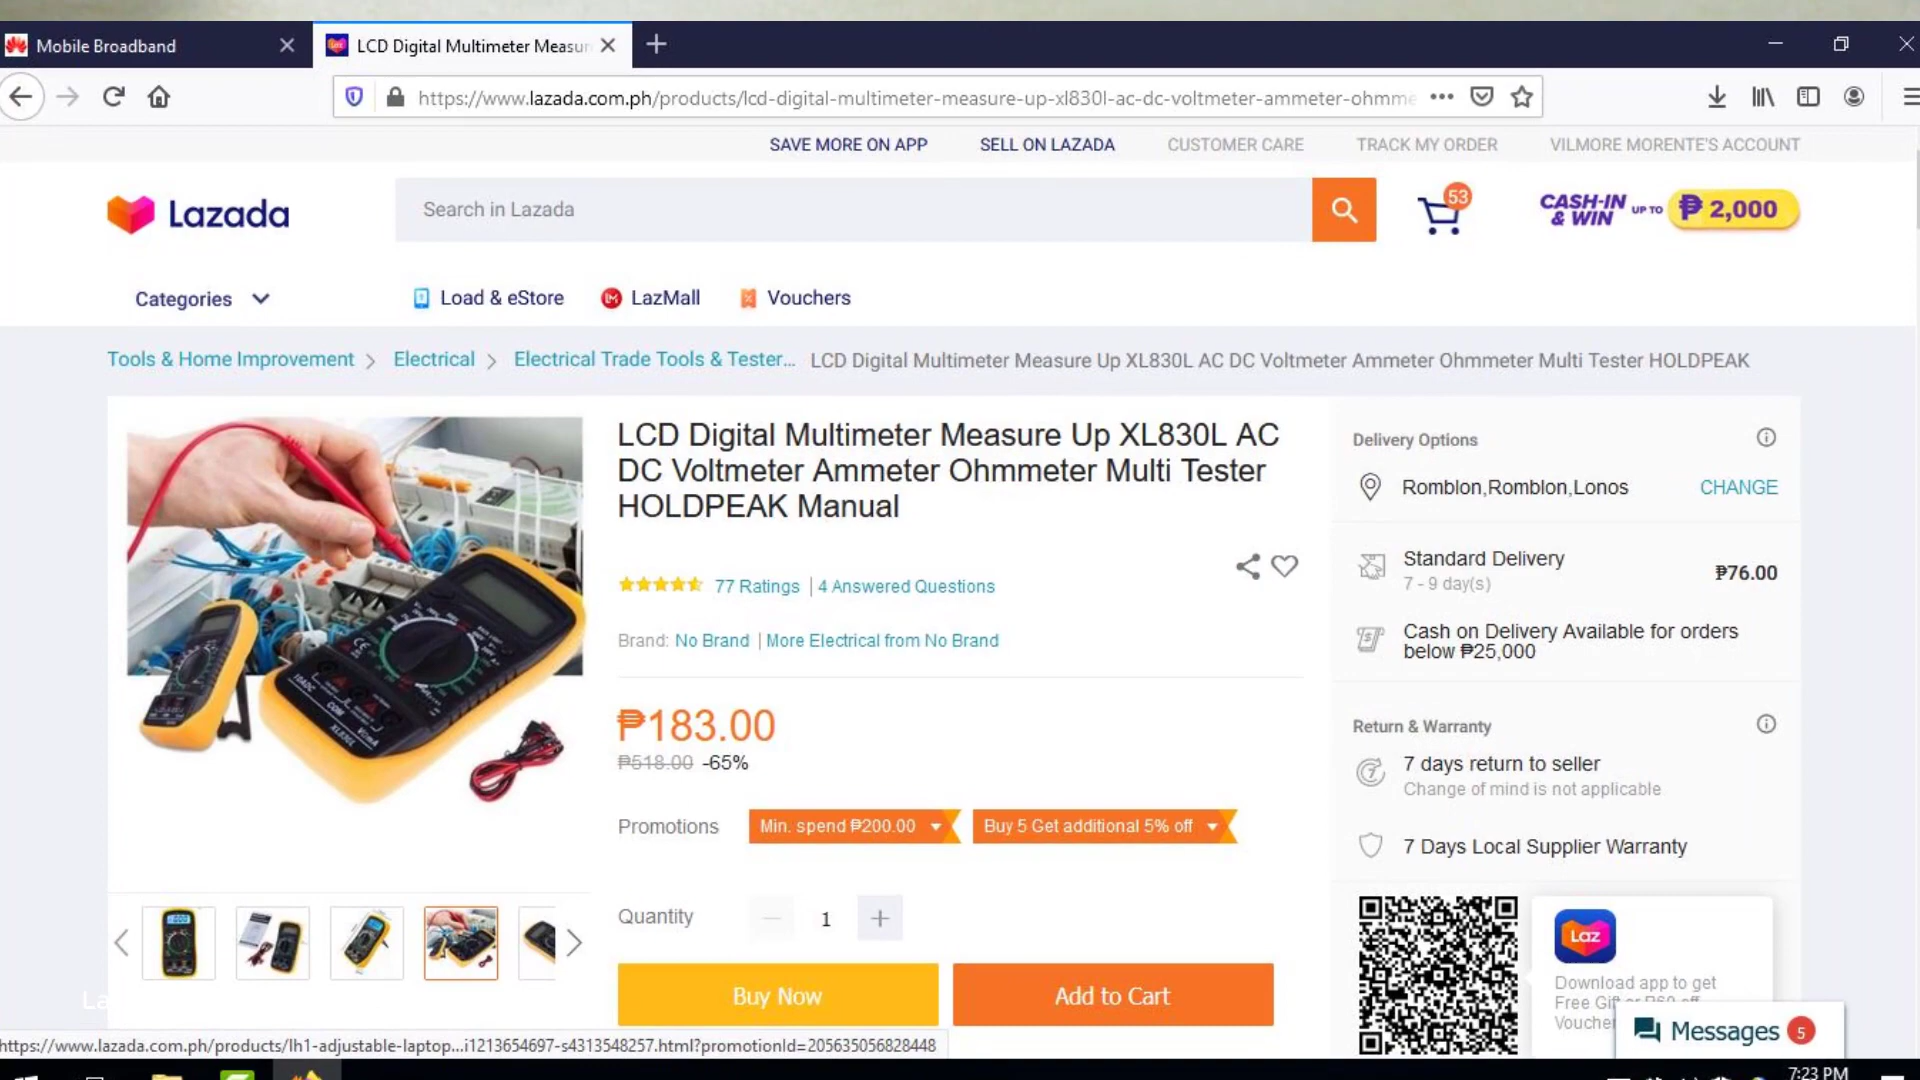 Mobile Broadband
LCD Digital Multimeter Measur
https://www.lazada.com.ph/products/lcd-digital-multimeter-measure-up-xl830l-ac-dc-voltmeter-ammeter-ohmme
SAVE MORE ON APP
SELL ON LAZADA
CUSTOMER CARE
TRACK MY ORDER
VILMORE MORENTE'S ACCOUNT
Lazada
Search in Lazada
53
CASH-IN & WIN UP TO ₱ 2,000
Categories
Load & eStore
LazMall
Vouchers
Tools & Home Improvement > Electrical > Electrical Trade Tools & Tester... LCD Digital Multimeter Measure Up XL830L AC DC Voltmeter Ammeter Ohmmeter Multi Tester HOLDPEAK
LCD Digital Multimeter Measure Up XL830L AC
DC Voltmeter Ammeter Ohmmeter Multi Tester
HOLDPEAK Manual
77 Ratings | 4 Answered Questions
Brand: No Brand | More Electrical from No Brand
₱183.00
₱518.00 -65%
Promotions
Min. spend ₱200.00
Buy 5 Get additional 5% off
Quantity
1
Buy Now
Add to Cart
10ADC
COM
VΩmA
XL830L
Delivery Options
Romblon,Romblon,Lonos
CHANGE
Standard Delivery
7 - 9 day(s)
₱76.00
Cash on Delivery Available for orders
below ₱25,000
Return & Warranty
7 days return to seller
Change of mind is not applicable
7 Days Local Supplier Warranty
Laz
Download app to get
Free Gift or
Voucher
Messages 5
La
https://www.lazada.com.ph/products/lh1-adjustable-laptop...i1213654697-s4313548257.html?promotionId=205635056828448
7:23 PM